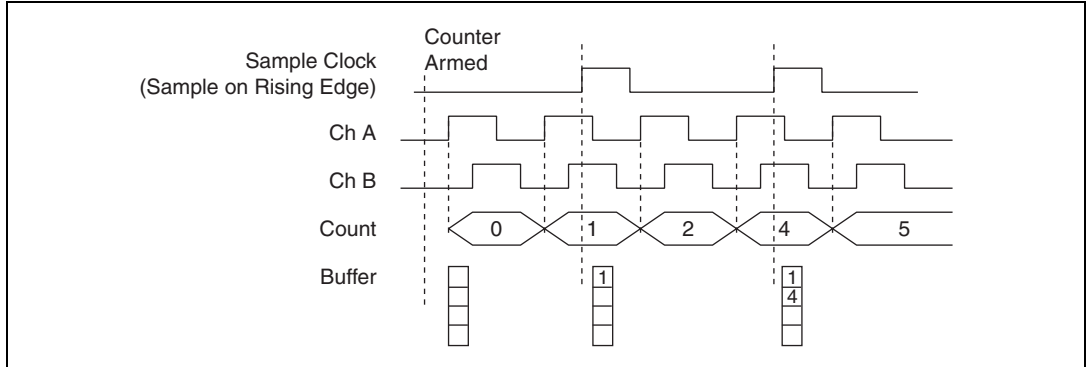 Counter
Armed
Sample Clock
(Sample on Rising Edge)
Ch A
Ch B
Count 0 1 2 4 5
Buffer 1 1
4